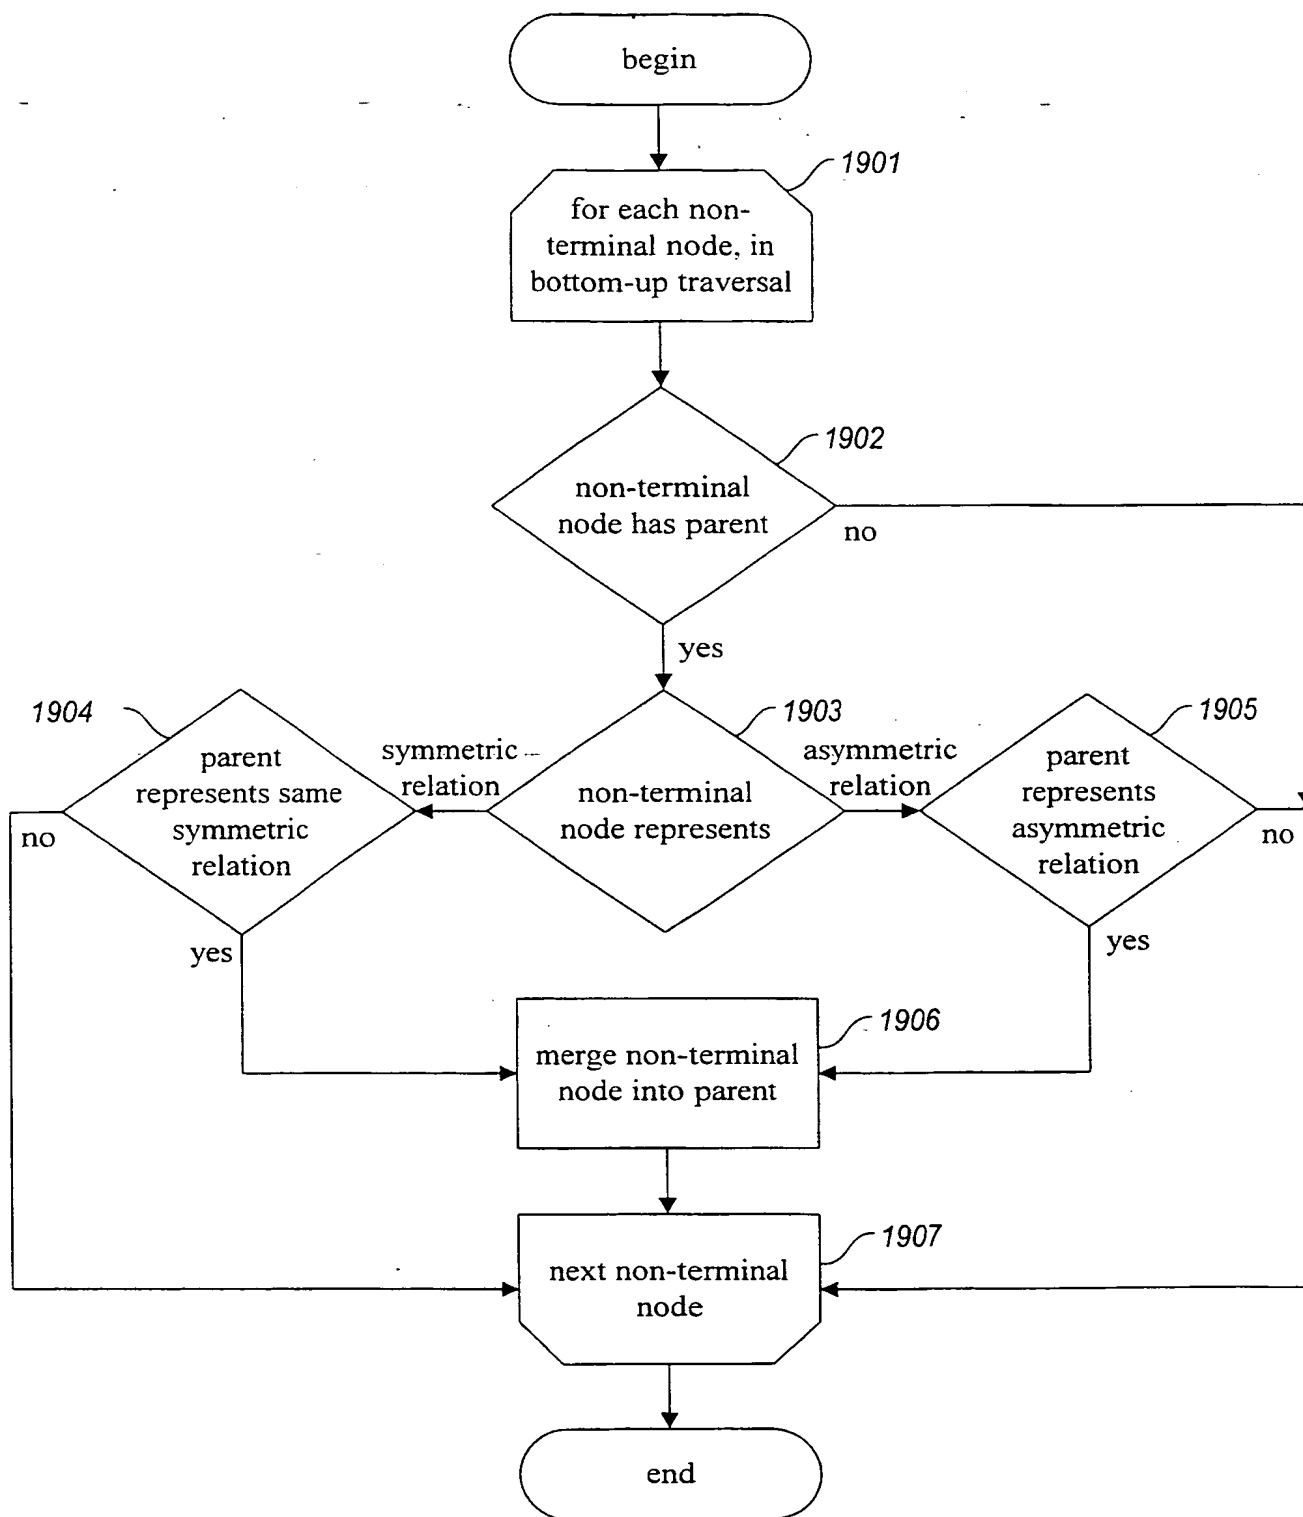 begin
1901
for each non-
terminal node, in
bottom-up traversal
1902
non-terminal
node has parent
no
yes
1904
1903
1905
parent
represents same
symmetric
relation
symmetric
relation
non-terminal
node represents
asymmetric
relation
parent
represents
asymmetric
relation
no
no
yes
yes
1906
merge non-terminal
node into parent
1907
next non-terminal
node
end